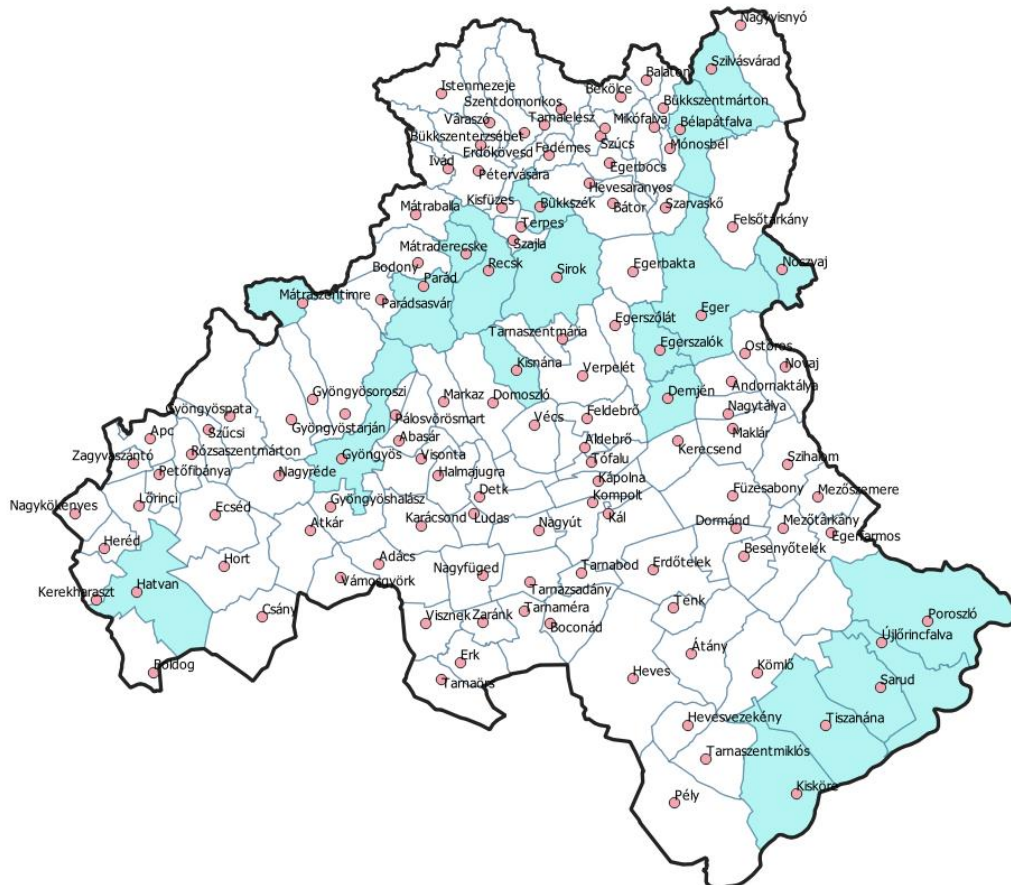 Nagyvisnyó
Szilvásvárad
Balaton
Istenmezeje
Bekölce
Szentdomonkos
Bükkszentmárton
Váraszó
Tarnalelesz
Mikófalva
Bélapátfalva
Bükkszenterzsébet
Szúcs
Mónosbél
Erdőkövesd
Fedémes
Ivád
Egerbocs
Pétervására
Hevesaranyos
Kisfüzes
Bükkszék
Bátor
Szarvaskő
Mátraballa
Terpes
Felsőtárkány
Szajla
Mátraderecske
Bodony
Recsk
Sirok
Egerbakta
Noszvaj
Parád
Mátraszentimre
Parádsasvár
Eger
Egerszólát
Tarnaszentmária
Egerszalók
Ostoros
Kisnána
Verpelét
Novaj
Andornaktálya
Gyöngyösoroszi
Markaz
Domoszló
Demjén
Gyöngyöspata
Gyöngyöstarján
Pálosvörösmart
Vécs
Feldebrő
Nagytálya
Apc
Szűcsi
Abasár
Maklár
Aldebrő
Kerecsend
Zagyvaszántó
Rózsaszentmárton
Gyöngyös
Visonta
Tófalu
Szihalom
Petőfibánya
Nagyréde
Halmajugra
Kápolna
Nagykökényes
Lőrinci
Detk
Kompolt
Füzesabony
Mezőszemere
Ecséd
Gyöngyöshalász
Ludas
Kál
Atkár
Karácsond
Nagyút
Dormánd
Mezőtárkány
Egerfarmos
Heréd
Hort
Adács
Besenyőtelek
Kerekharaszt
Hatvan
Vámosgyörk
Nagyfüged
Tarnabod
Erdőtelek
Tarnazsadány
Csány
Visznek
Zaránk
Tarnaméra
Boconád
Tenk
Poroszló
Újlőrincfalva
Boldog
Erk
Átány
Tarnaörs
Heves
Kömlő
Sarud
Hevesvezekény
Tiszanána
Tarnaszentmiklós
Pély
Kisköre